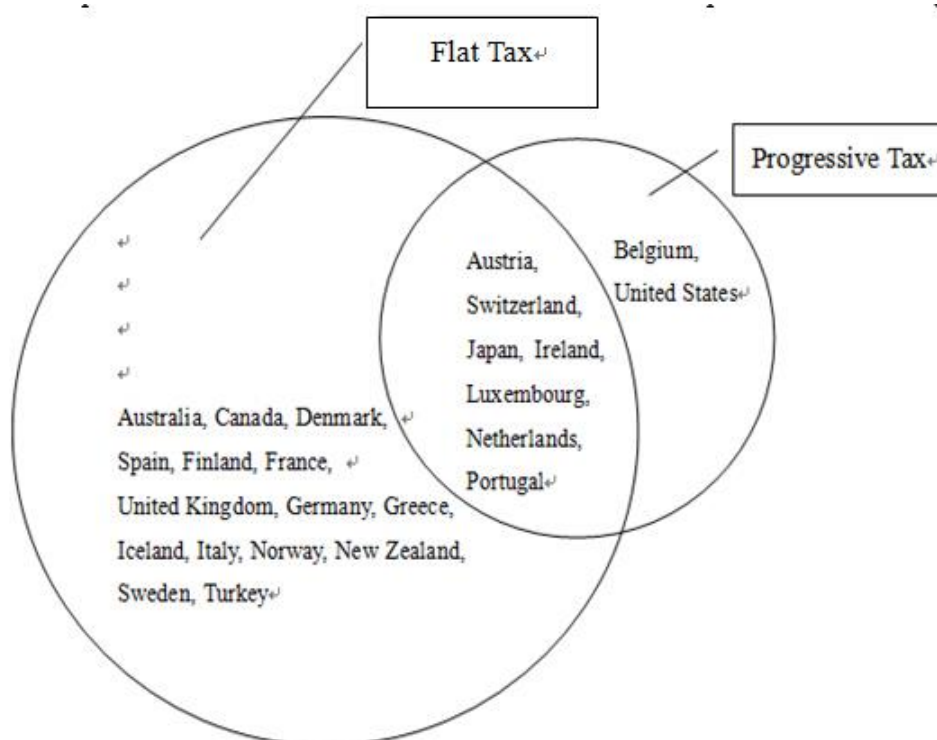 Flat Tax
Progressive Tax
Austria,
Switzerland,
Japan, Ireland,
Luxembourg,
Netherlands,
Portugal
Belgium,
United States
Australia, Canada, Denmark,
Spain, Finland, France,
United Kingdom, Germany, Greece,
Iceland, Italy, Norway, New Zealand,
Sweden, Turkey